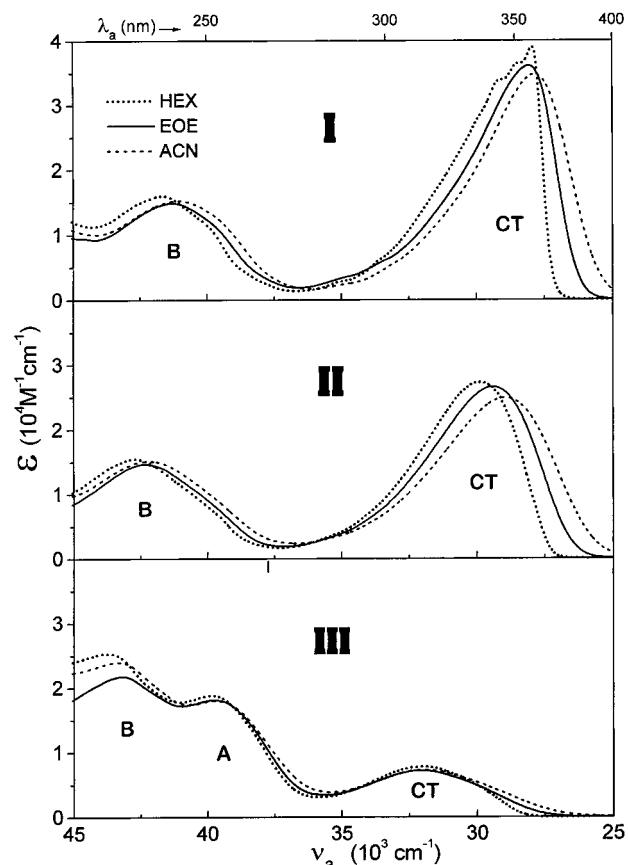 λₐ (nm) → 250 300 350 400
4
HEX
EOE
ACN
I
3
2
1
B
CT
0
II
3
2
1
B
CT
0
III
3
2
1
B
A
CT
0
ε (10⁴M⁻¹cm⁻¹)
45 40 35 30 25
νₐ (10³ cm⁻¹)